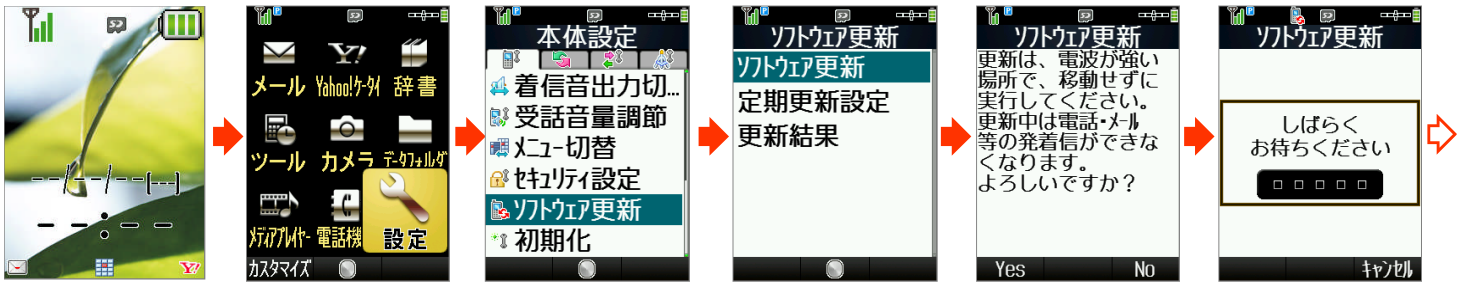 --/--/--[---]
--:--
Y!
メール
Yahoo!ケータイ
辞書
ツール
カメラ
データフォルダ
メディアプレイヤー
電話機
設定
カスタマイズ
本体設定
着信音出力切...
受話音量調節
メニュー切替
セキュリティ設定
ソフトウェア更新
初期化
ソフトウェア更新
ソフトウェア更新
定期更新設定
更新結果
ソフトウェア更新
更新は、電波が強い
場所で、移動せずに
実行してください。
更新中は電話・メール
等の発着信ができな
くなります。
よろしいですか？
Yes
No
ソフトウェア更新
しばらく
お待ちください
キャンセル